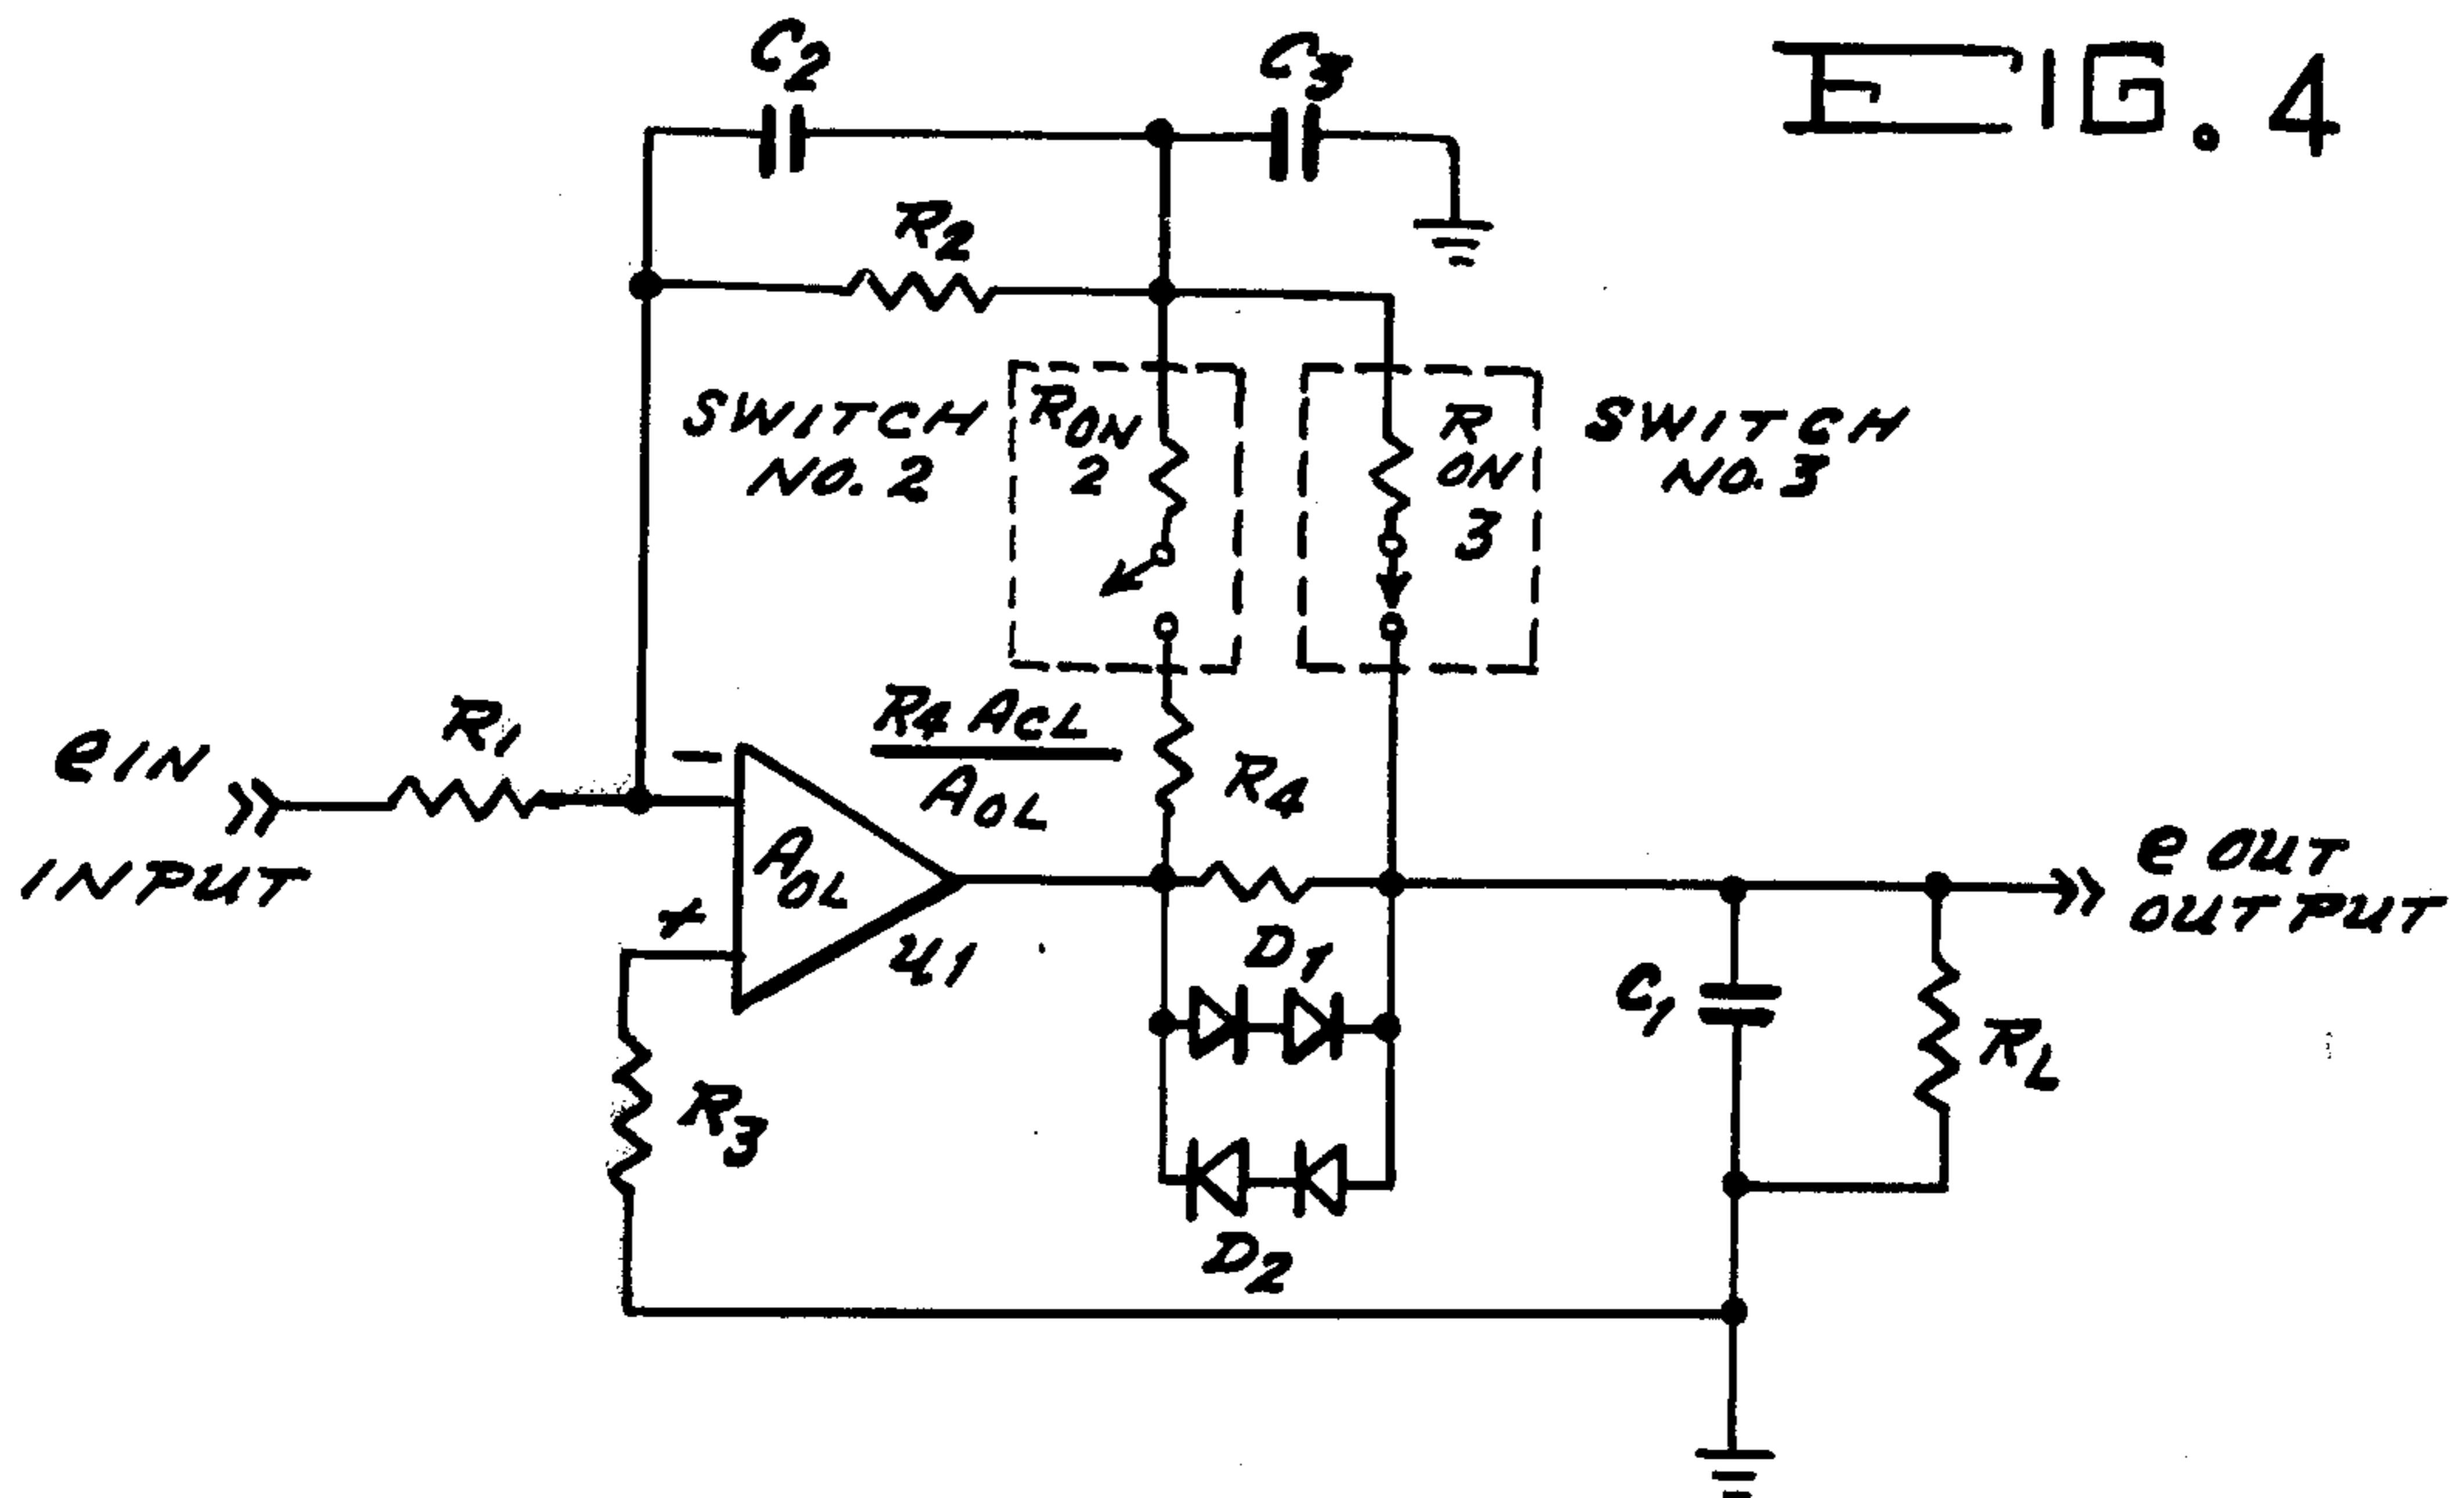 FIG. 4
C2
C3
R2
SWITCH
NO. 2
RON
2
R
ON
3
SWITCH
NO. 3
eIN
INPUT
R1
-
+
AOL
U1
R4 ACL
AOL
R4
D1
D2
e OUT
OUTPUT
C1
RL
R3